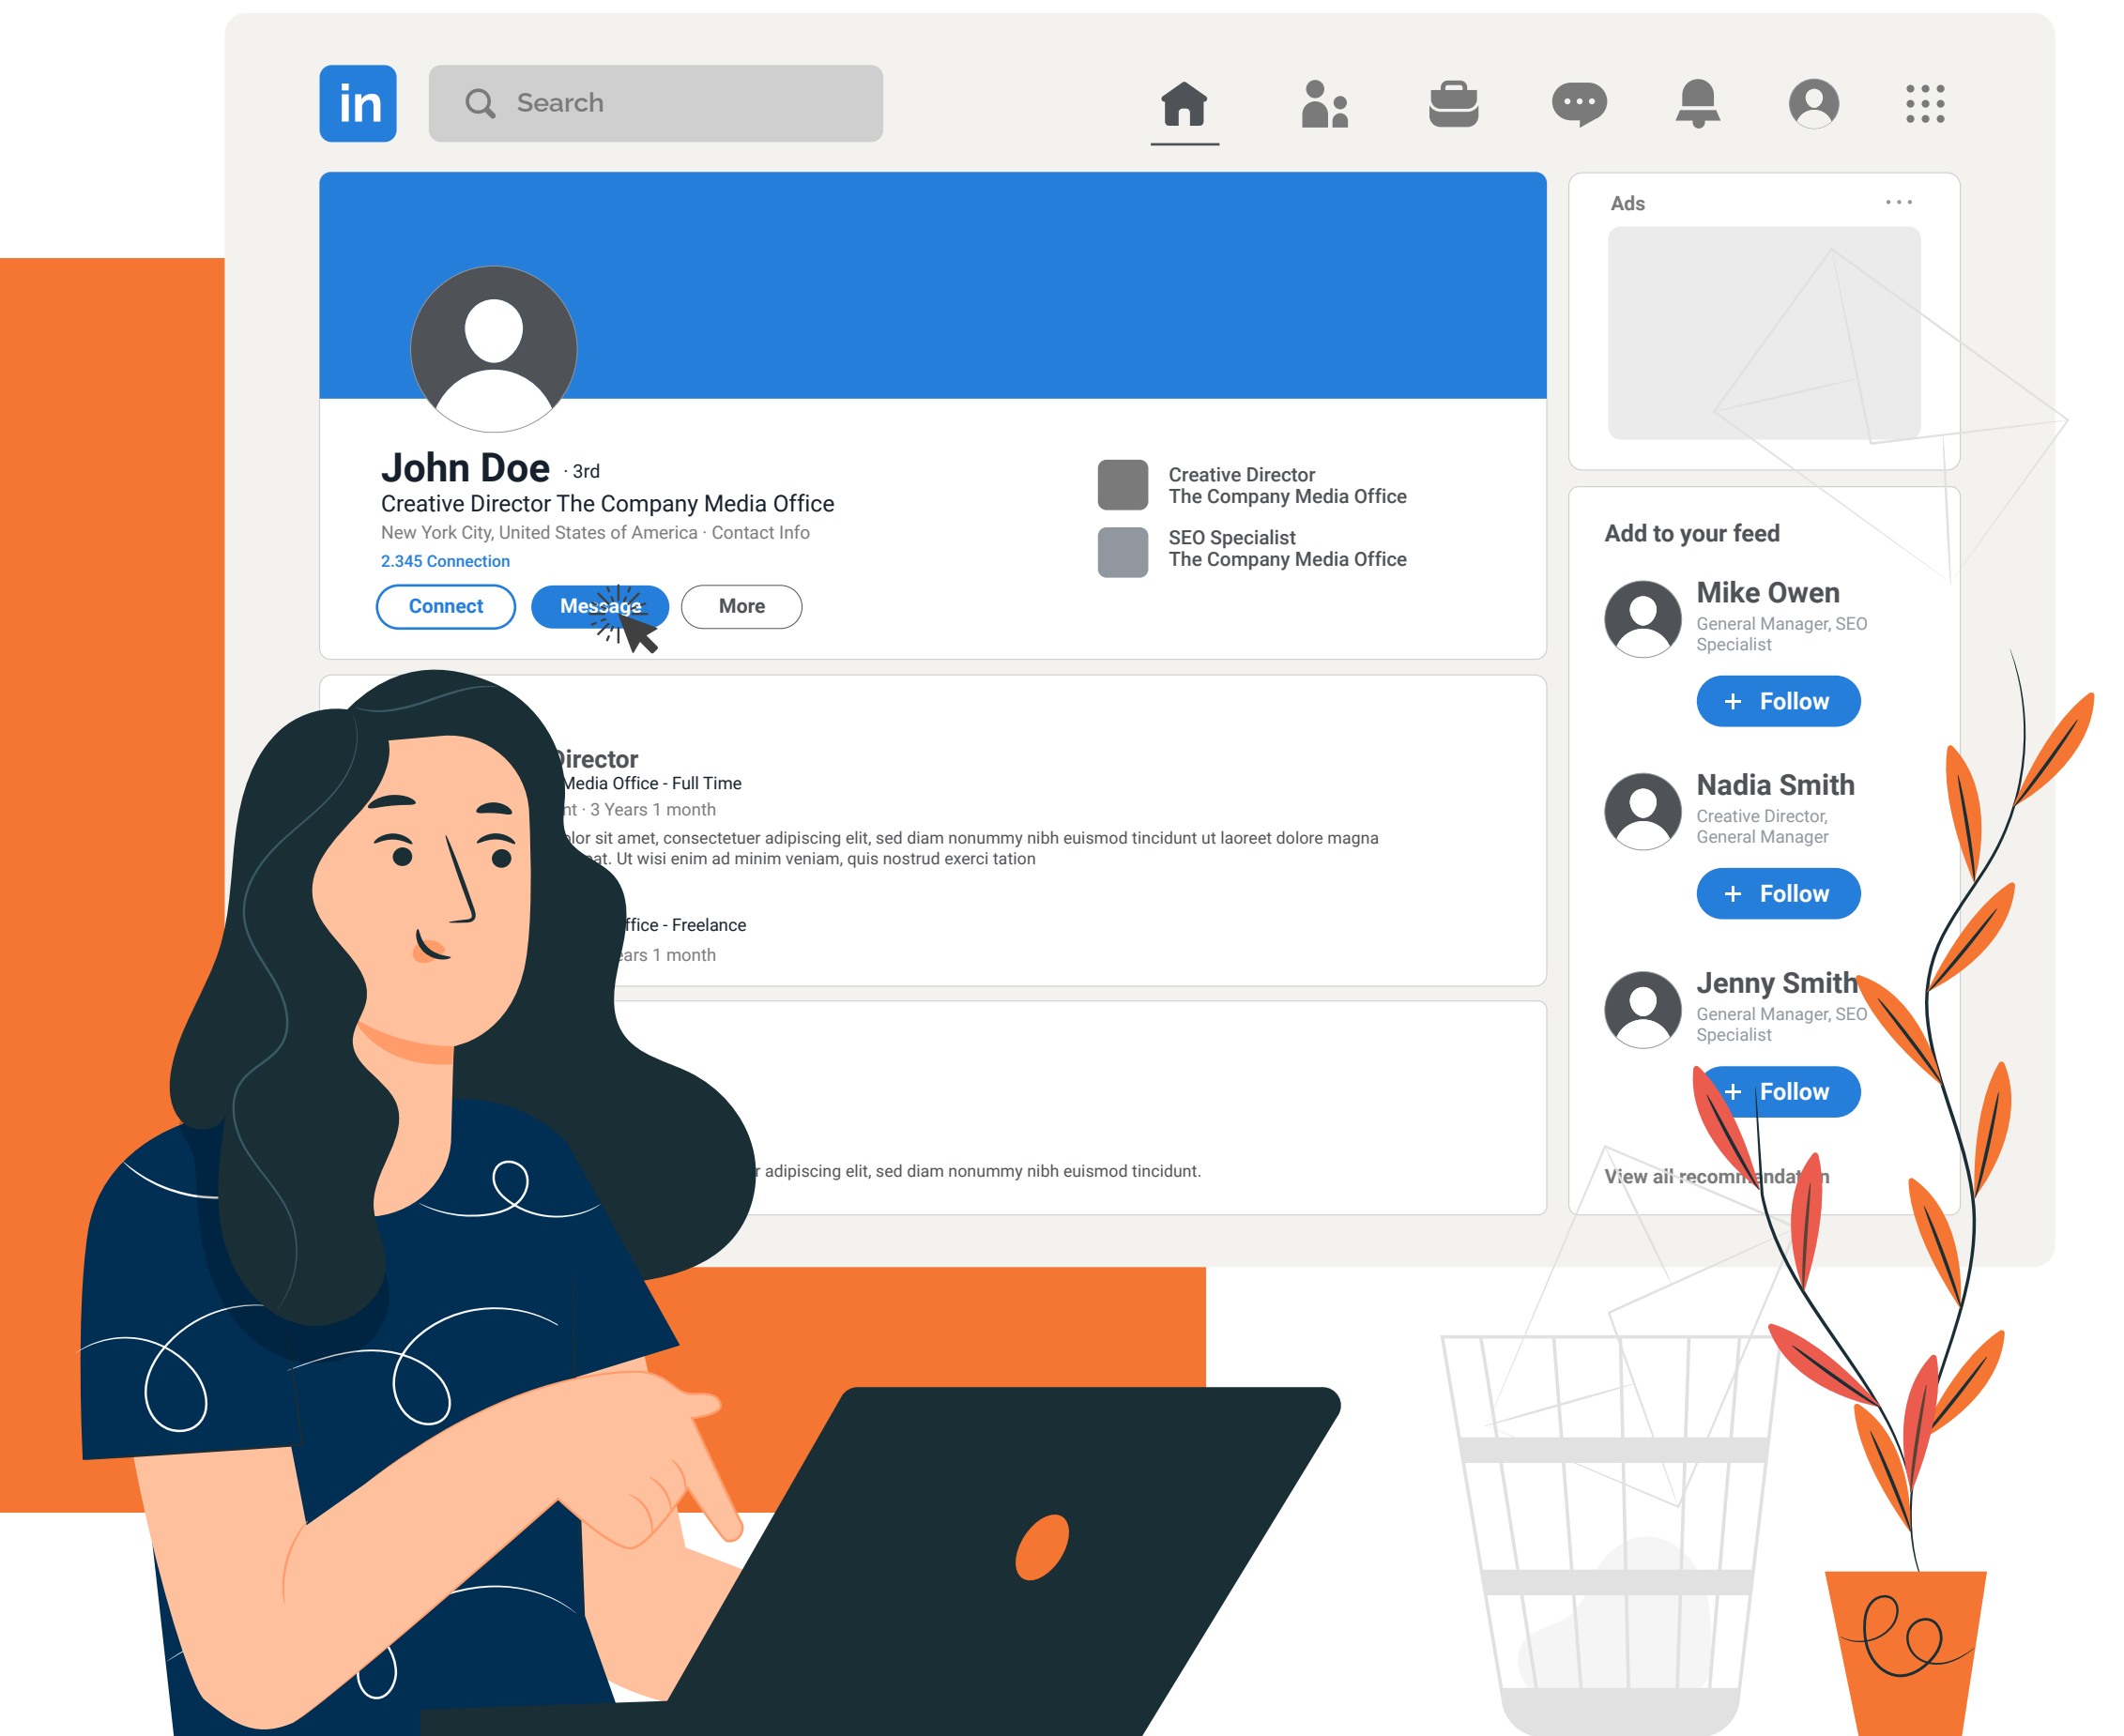 in
Search
John Doe · 3rd
Creative Director The Company Media Office
New York City, United States of America · Contact Info
2.345 Connection
Connect
Message
More
Creative Director
The Company Media Office
SEO Specialist
The Company Media Office
Director
Media Office - Full Time
· 3 Years 1 month
sit amet, consectetuer adipiscing elit, sed diam nonummy nibh euismod tincidunt ut laoreet dolore magna
Ut wisi enim ad minim veniam, quis nostrud exerci tation
- Freelance
1 month
adipiscing elit, sed diam nonummy nibh euismod tincidunt.
Ads
Add to your feed
Mike Owen
General Manager, SEO
Specialist
+ Follow
Nadia Smith
Creative Director,
General Manager
+ Follow
Jenny Smith
General Manager, SEO
Specialist
+ Follow
View all